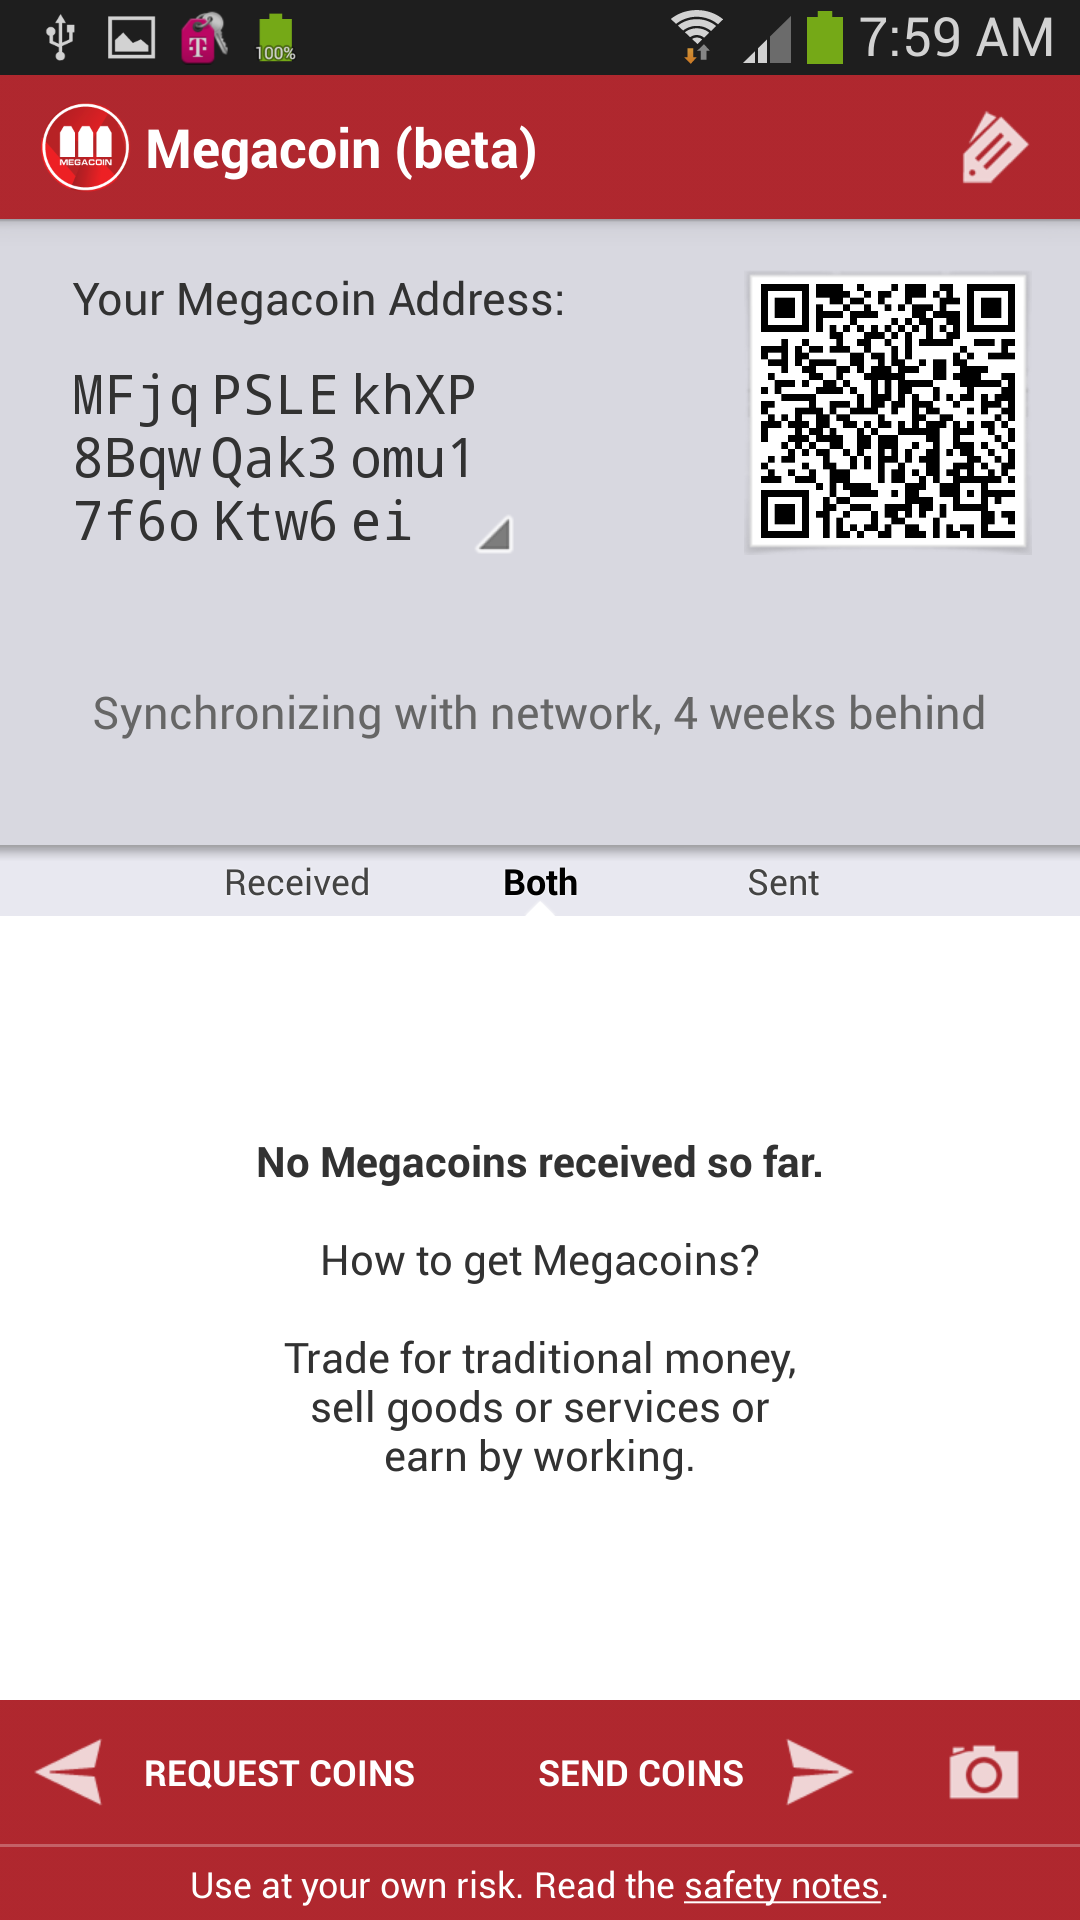 100%
7:59 AM
T
MEGACOIN
Megacoin (beta)
Your Megacoin Address:
MFjq PSLE khXP
8Bqw Qak3 omu1
7f6o Ktw6 ei
Synchronizing with network, 4 weeks behind
Received Both Sent
No Megacoins received so far.
How to get Megacoins?
Trade for traditional money,
sell goods or services or
earn by working.
REQUEST COINS SEND COINS
Use at your own risk. Read the safety notes.